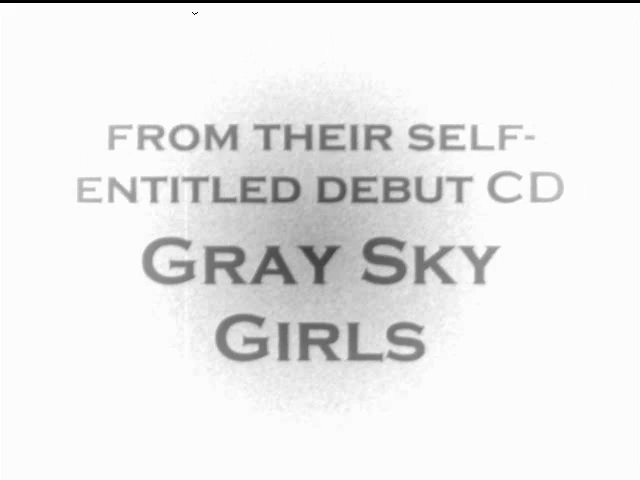 FROM THEIR SELF-
ENTITLED DEBUT CD
GRAY SKY
GIRLS